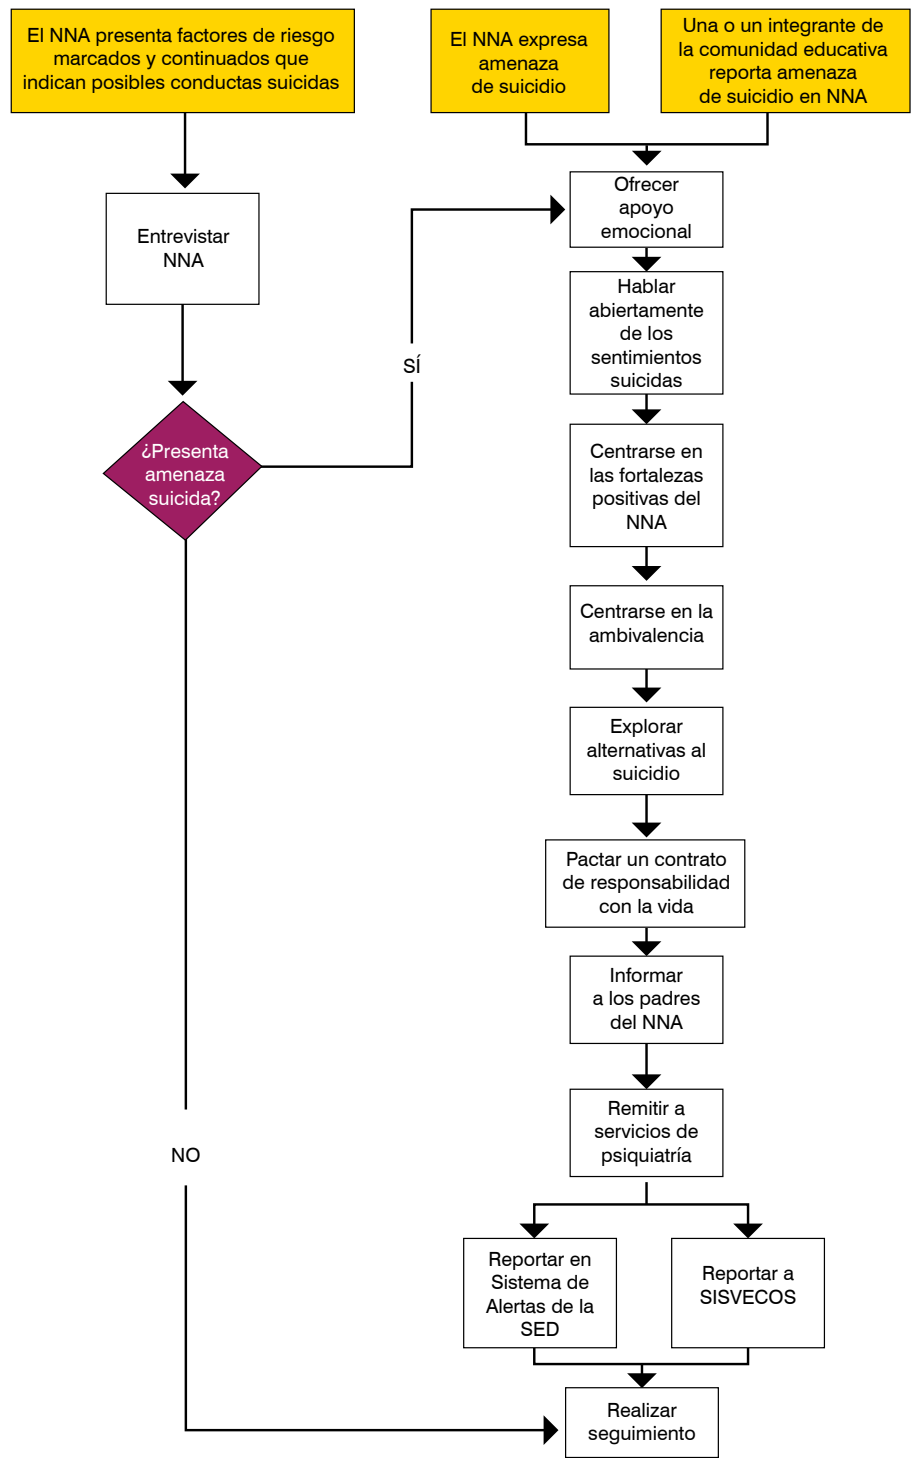 El NNA presenta factores de riesgo
marcados y continuados que
indican posibles conductas suicidas
El NNA expresa
amenaza
de suicidio
Una o un integrante de
la comunidad educativa
reporta amenaza
de suicidio en NNA
Entrevistar
NNA
¿Presenta
amenaza
suicida?
SÍ
NO
Ofrecer
apoyo
emocional
Hablar
abiertamente
de los
sentimientos
suicidas
Centrarse en
las fortalezas
positivas del
NNA
Centrarse en la
ambivalencia
Explorar
alternativas al
suicidio
Pactar un contrato
de responsabilidad
con la vida
Informar
a los padres
del NNA
Remitir a
servicios de
psiquiatría
Reportar en
Sistema de
Alertas de la
SED
Reportar a
SISVECOS
Realizar
seguimiento